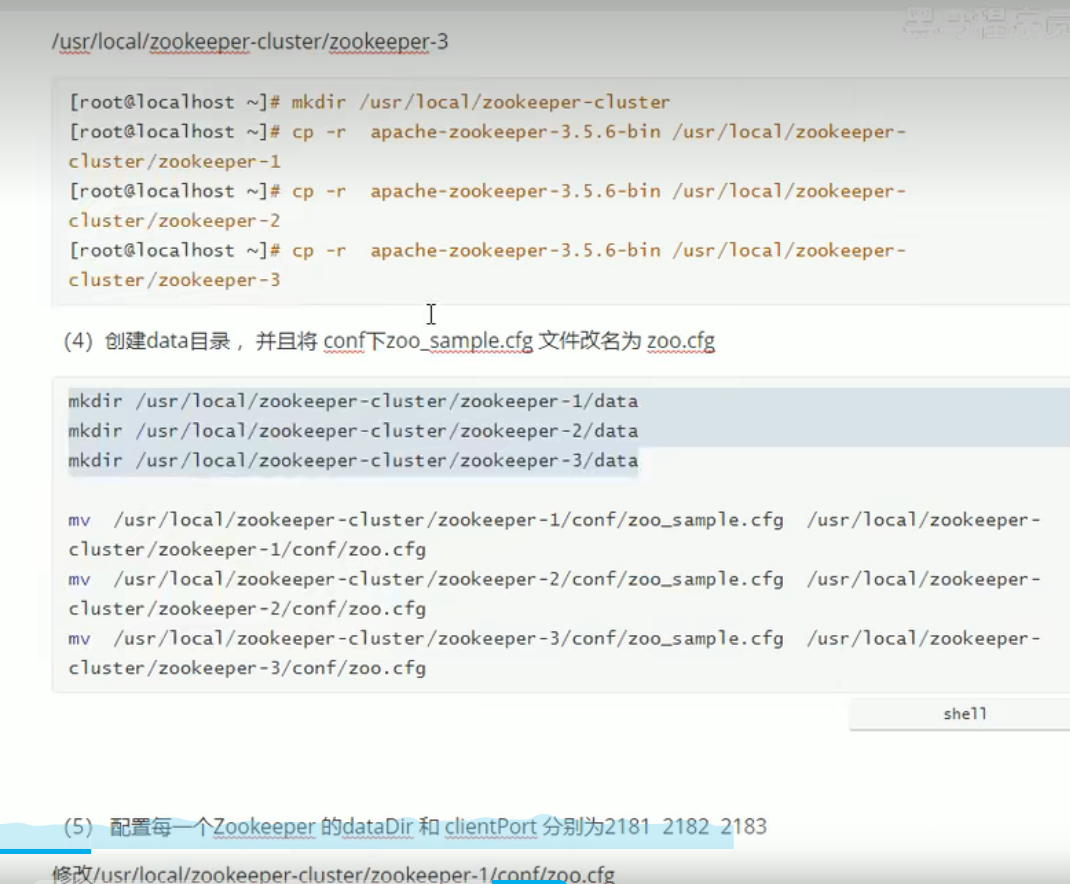 黑马程序员
/usr/local/zookeeper-cluster/zookeeper-3
[root@localhost ~]# mkdir /usr/local/zookeeper-cluster
[root@localhost ~]# cp -r  apache-zookeeper-3.5.6-bin /usr/local/zookeeper-
cluster/zookeeper-1
[root@localhost ~]# cp -r  apache-zookeeper-3.5.6-bin /usr/local/zookeeper-
cluster/zookeeper-2
[root@localhost ~]# cp -r  apache-zookeeper-3.5.6-bin /usr/local/zookeeper-
cluster/zookeeper-3
（4）创建data目录 ，并且将 conf下zoo_sample.cfg 文件改名为 zoo.cfg
mkdir /usr/local/zookeeper-cluster/zookeeper-1/data
mkdir /usr/local/zookeeper-cluster/zookeeper-2/data
mkdir /usr/local/zookeeper-cluster/zookeeper-3/data
mv  /usr/local/zookeeper-cluster/zookeeper-1/conf/zoo_sample.cfg  /usr/local/zookeeper-
cluster/zookeeper-1/conf/zoo.cfg
mv  /usr/local/zookeeper-cluster/zookeeper-2/conf/zoo_sample.cfg  /usr/local/zookeeper-
cluster/zookeeper-2/conf/zoo.cfg
mv  /usr/local/zookeeper-cluster/zookeeper-3/conf/zoo_sample.cfg  /usr/local/zookeeper-
cluster/zookeeper-3/conf/zoo.cfg
shell
（5） 配置每一个Zookeeper 的dataDir 和 clientPort 分别为2181  2182  2183
修改/usr/local/zookeeper-cluster/zookeeper-1/conf/zoo.cfg